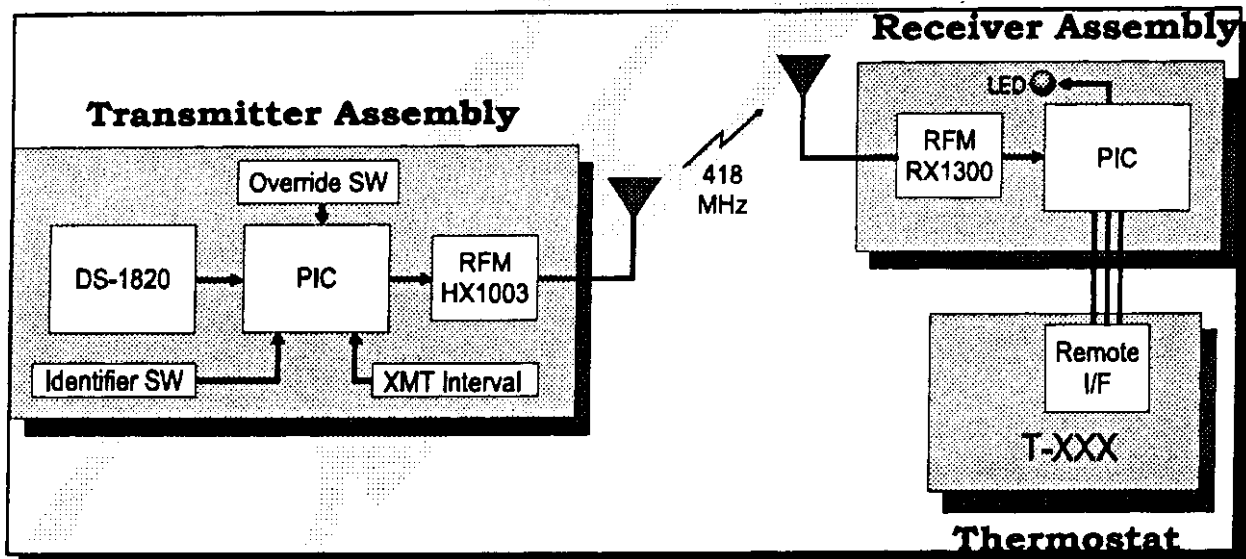 Receiver Assembly
Transmitter Assembly
LED
RFM
RX1300
PIC
418
MHz
Override SW
DS-1820
PIC
RFM
HX1003
Identifier SW
XMT Interval
Remote
I/F
T-XXX
Thermostat